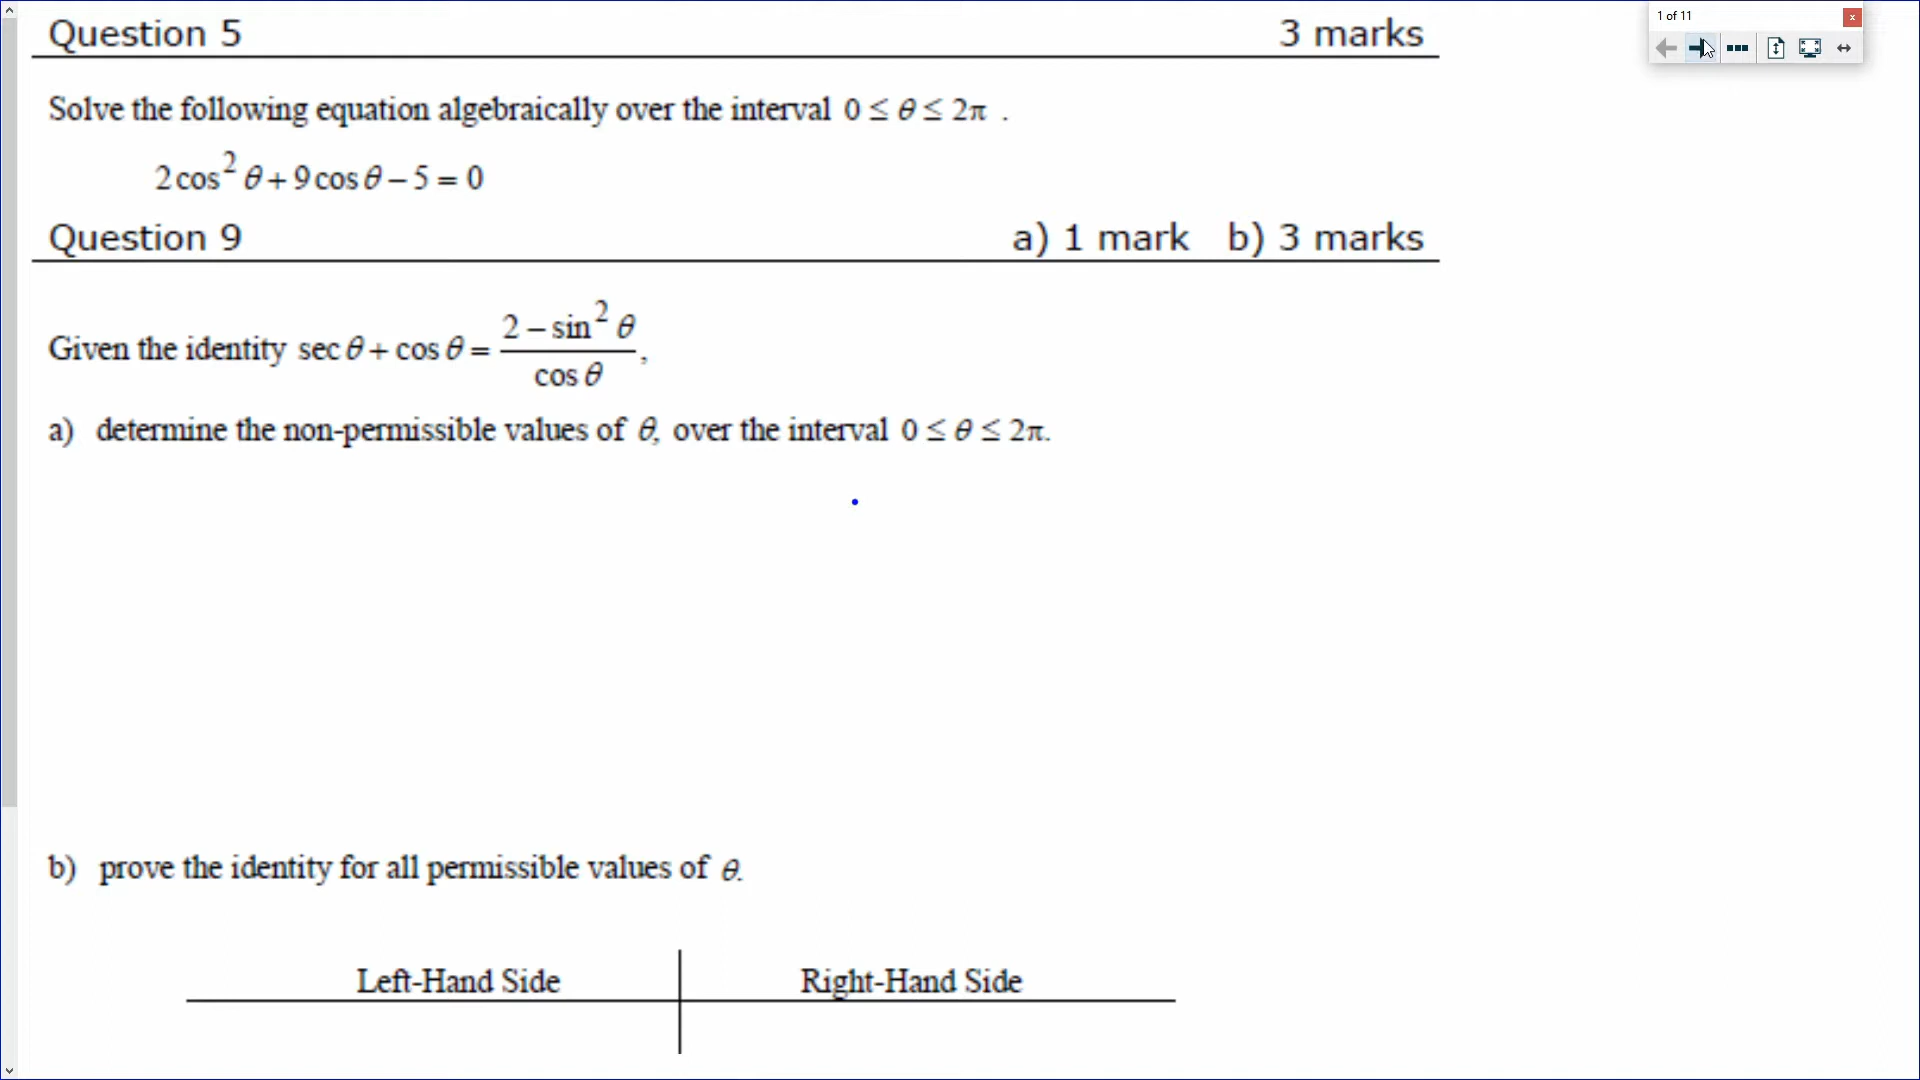 1 of 11
Question 5 3 marks
Solve the following equation algebraically over the interval 0 ≤ θ ≤ 2π .
2cos² θ + 9cos θ – 5 = 0
Question 9 a) 1 mark b) 3 marks
Given the identity sec θ + cos θ = (2 – sin² θ)/(cos θ),
a) determine the non-permissible values of θ, over the interval 0 ≤ θ ≤ 2π.
b) prove the identity for all permissible values of θ.
Left-Hand Side Right-Hand Side